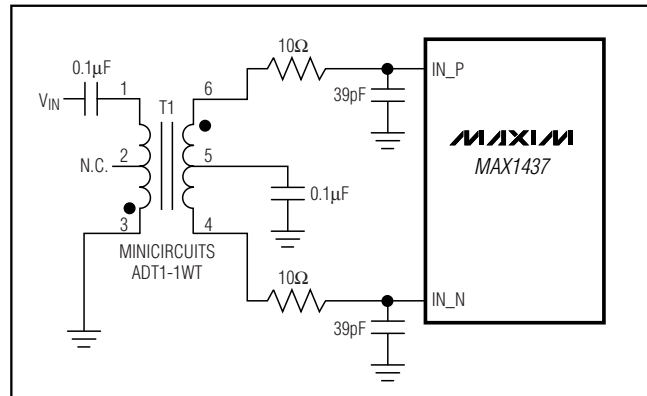 10Ω
0.1μF
1
6
IN_P
39pF
V_IN
T1
MAXIM
MAX1437
2
5
N.C.
0.1μF
3
4
MINICIRCUITS
ADT1-1WT
10Ω
IN_N
39pF